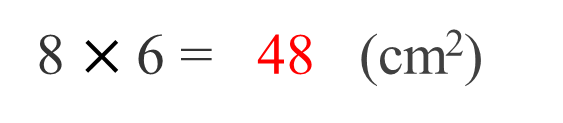 8 × 6 = 48 (cm²)